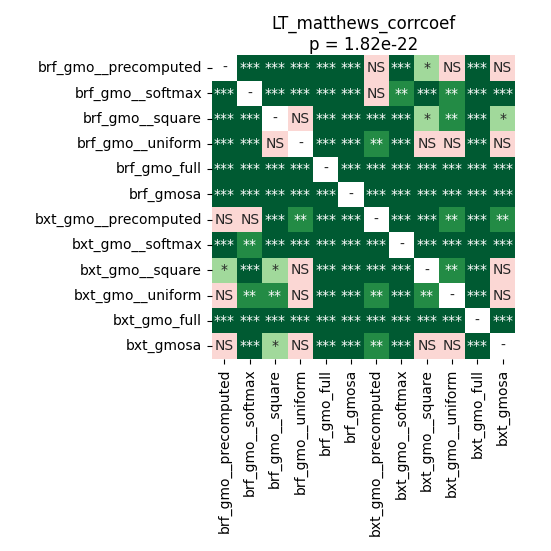 LT_matthews_corrcoef
p = 1.82e-22
brf_gmo__precomputed - *** *** *** *** *** NS *** * NS *** NS
brf_gmo__softmax *** - *** *** *** *** NS ** *** ** *** ***
brf_gmo__square *** *** - NS *** *** *** *** * ** *** *
brf_gmo__uniform *** *** NS - *** *** ** *** NS NS *** NS
brf_gmo_full *** *** *** *** - *** *** *** *** *** *** ***
brf_gmosa *** *** *** *** *** - *** *** *** *** *** ***
bxt_gmo__precomputed NS NS *** ** *** *** - *** *** ** *** **
bxt_gmo__softmax *** ** *** *** *** *** *** - *** *** *** ***
bxt_gmo__square * *** * NS *** *** *** *** - ** *** NS
bxt_gmo__uniform NS ** ** NS *** *** ** *** ** - *** NS
bxt_gmo_full *** *** *** *** *** *** *** *** *** *** - ***
bxt_gmosa NS *** * NS *** *** ** *** NS NS *** -
brf_gmo__precomputed
brf_gmo__softmax
brf_gmo__square
brf_gmo__uniform
brf_gmo_full
brf_gmosa
bxt_gmo__precomputed
bxt_gmo__softmax
bxt_gmo__square
bxt_gmo__uniform
bxt_gmo_full
bxt_gmosa